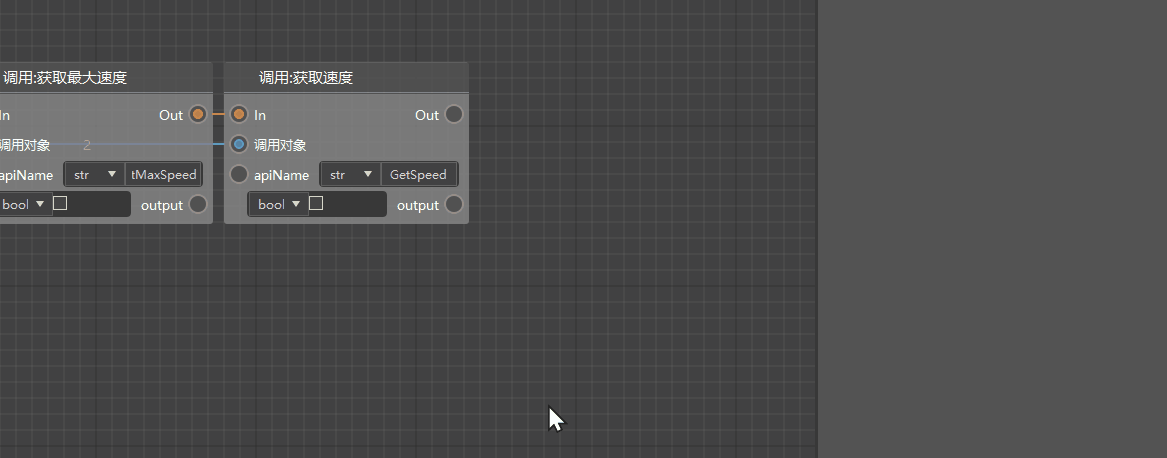 调用:获取最大速度
In
Out
调用对象
2
apiName
str
tMaxSpeed
bool
output
调用:获取速度
In
Out
调用对象
apiName
str
GetSpeed
bool
output